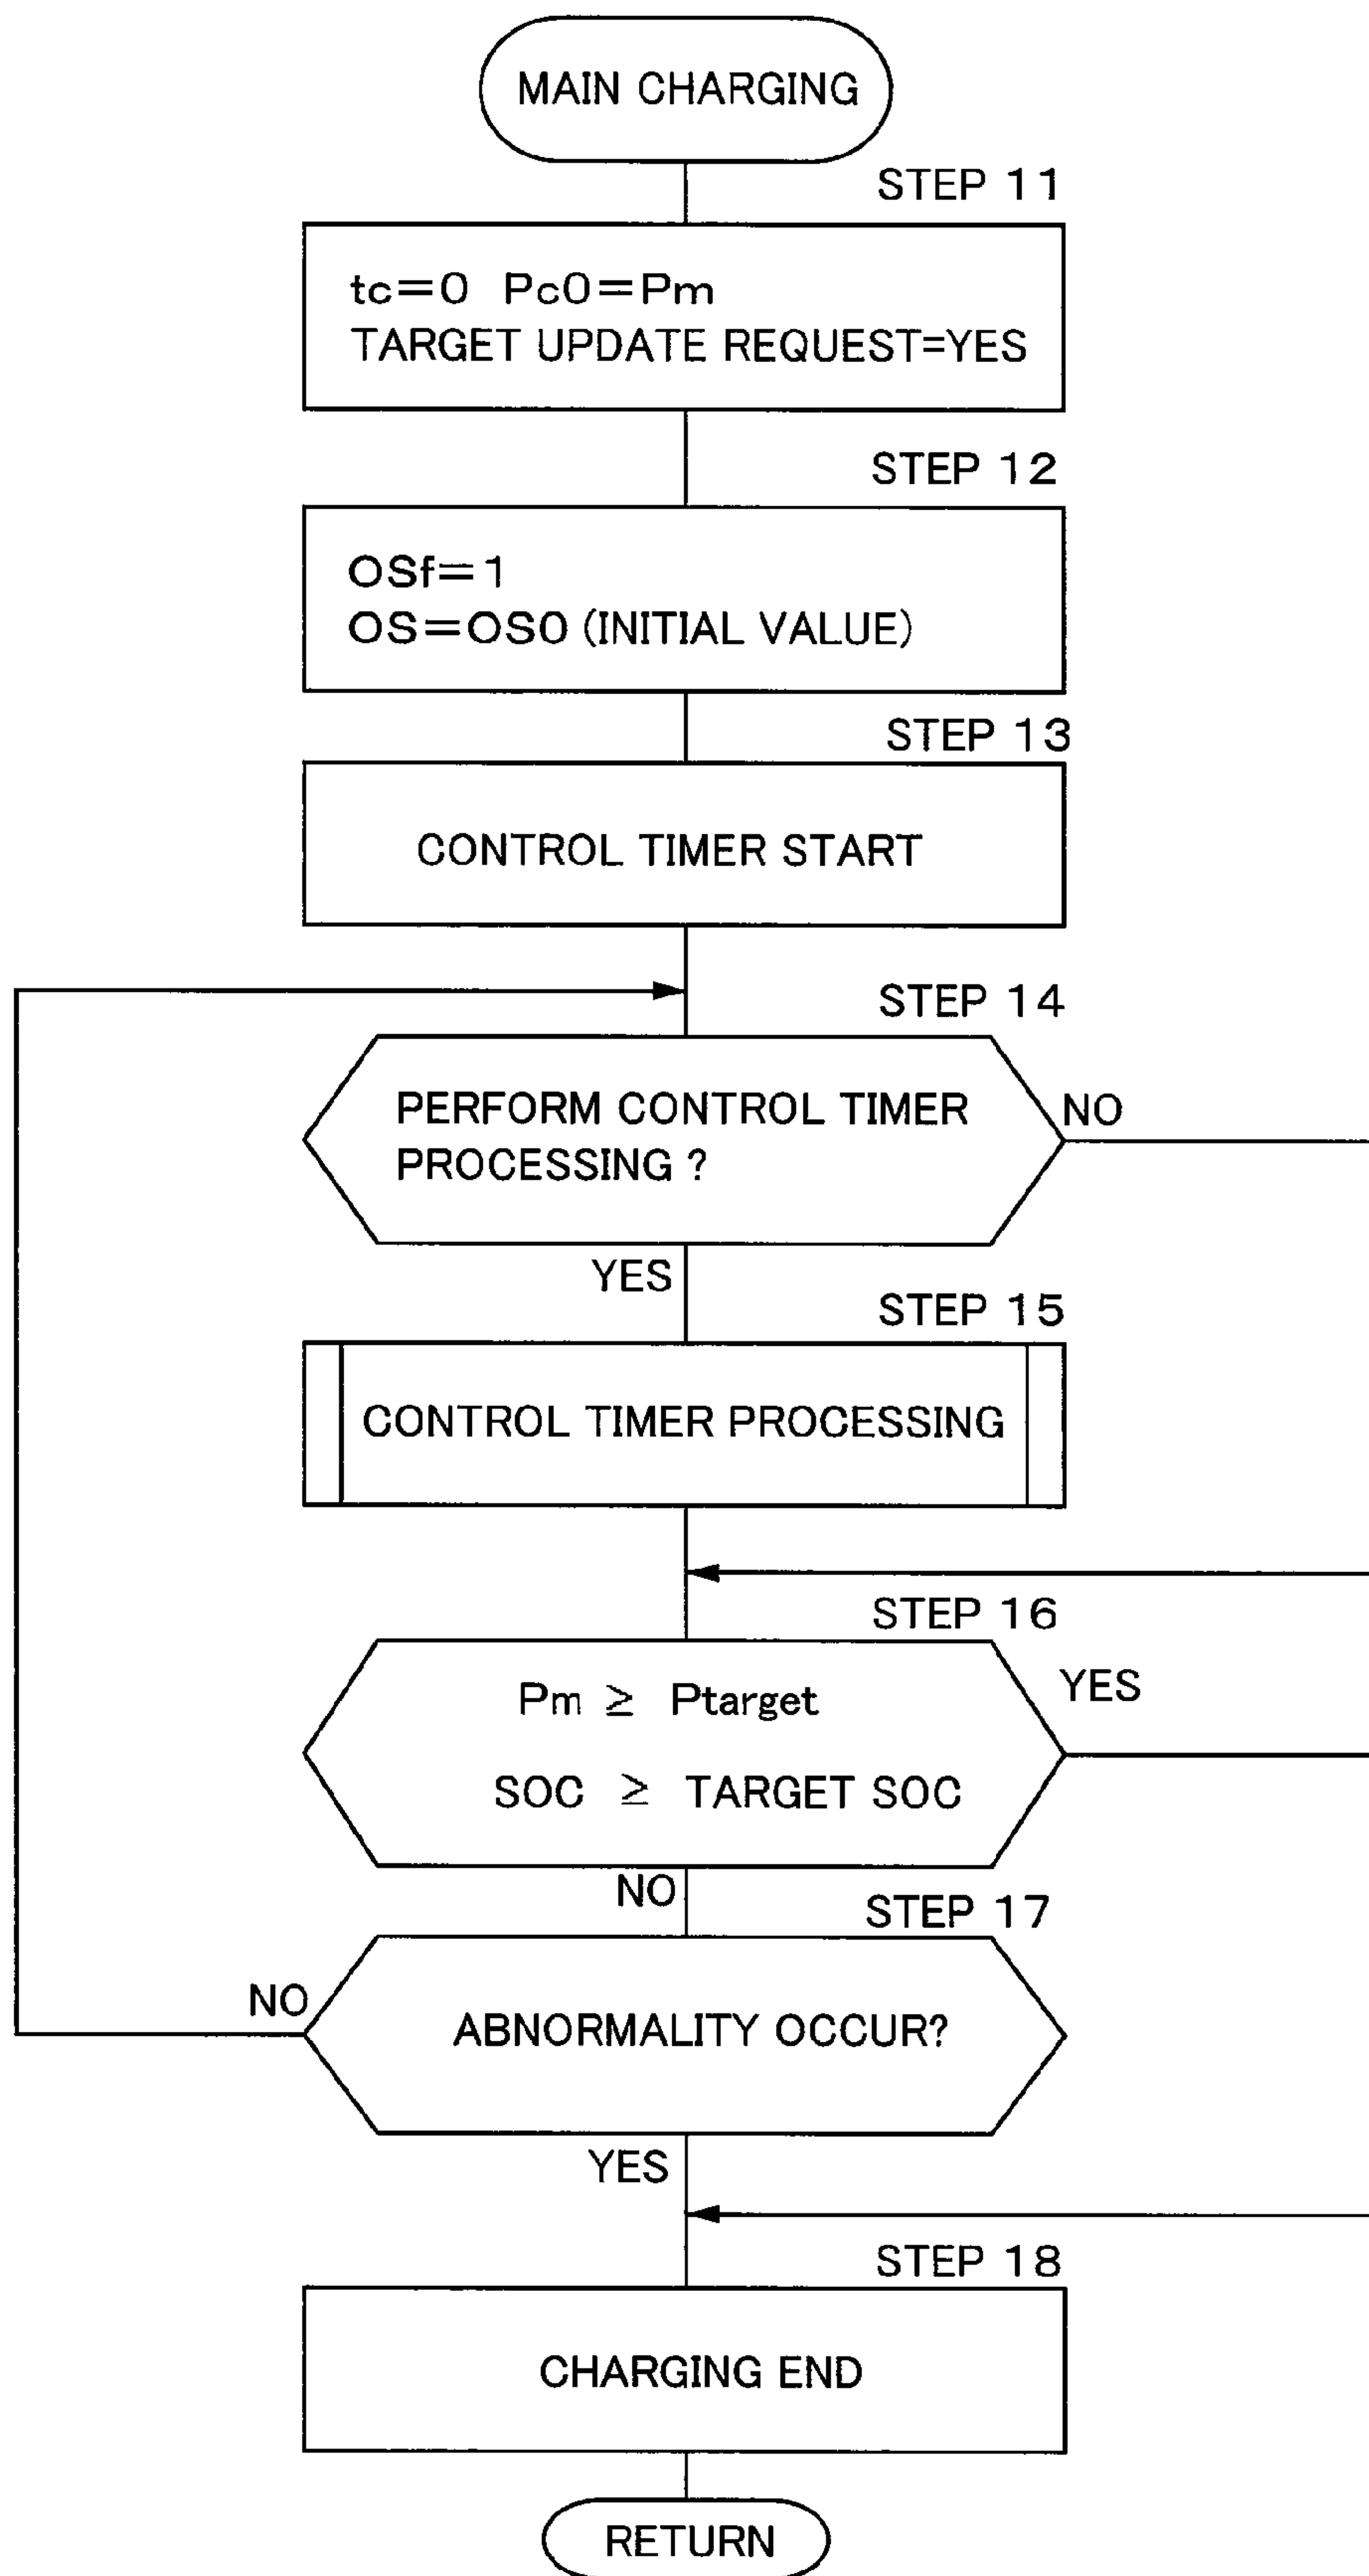 MAIN CHARGING
STEP 11
tc=0 Pc0=Pm
TARGET UPDATE REQUEST=YES
STEP 12
OSf=1
OS=OS0 (INITIAL VALUE)
STEP 13
CONTROL TIMER START
STEP 14
PERFORM CONTROL TIMER
PROCESSING ?
NO
YES
STEP 15
CONTROL TIMER PROCESSING
STEP 16
Pm ≥ Ptarget
SOC ≥ TARGET SOC
YES
NO
STEP 17
ABNORMALITY OCCUR?
NO
YES
STEP 18
CHARGING END
RETURN